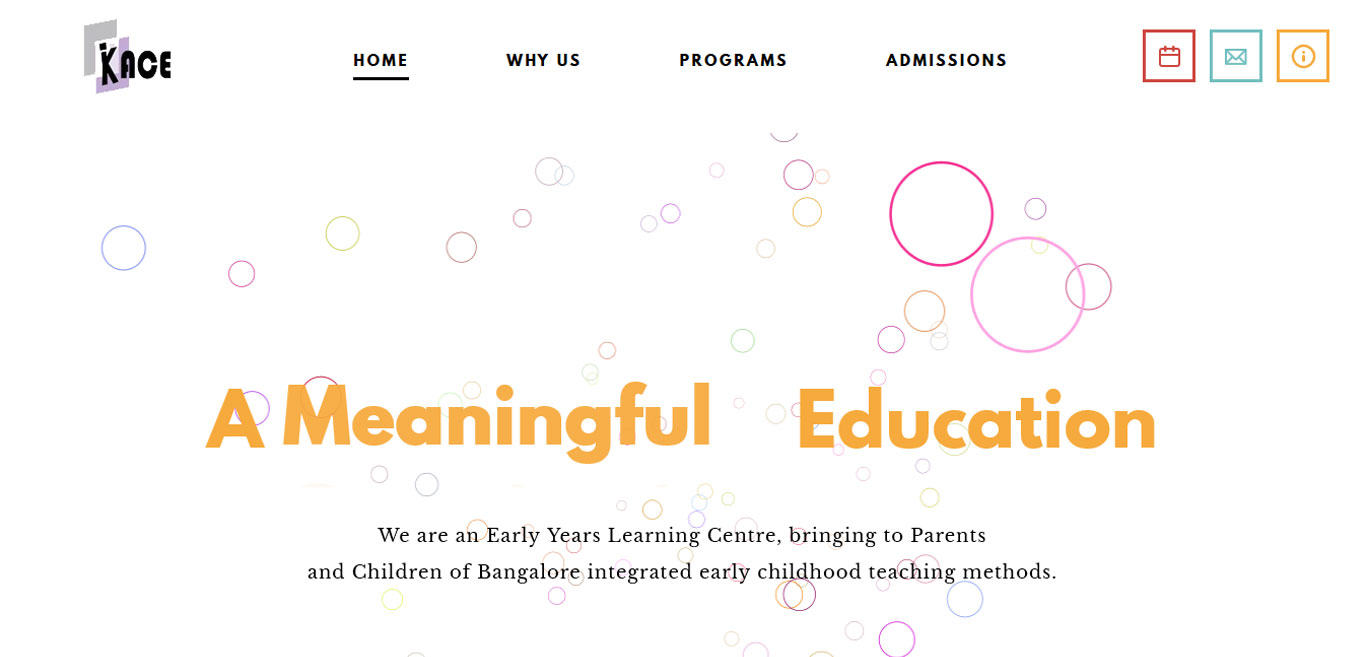 iKACE
HOME WHY US PROGRAMS ADMISSIONS
A Meaningful Education
We are an Early Years Learning Centre, bringing to Parents
and Children of Bangalore integrated early childhood teaching methods.